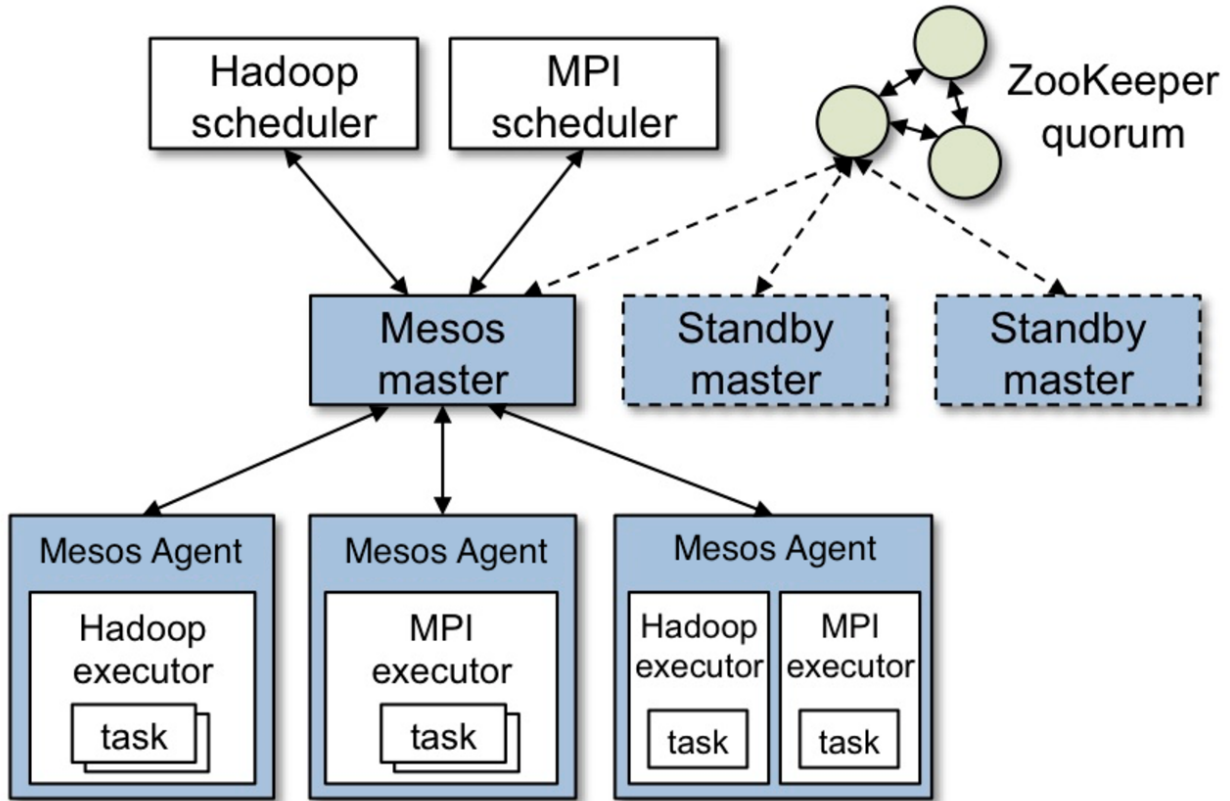 Hadoop
scheduler
MPI
scheduler
ZooKeeper
quorum
Mesos
master
Standby
master
Standby
master
Mesos Agent
Hadoop
executor
task
Mesos Agent
MPI
executor
task
Mesos Agent
Hadoop
executor
task
MPI
executor
task